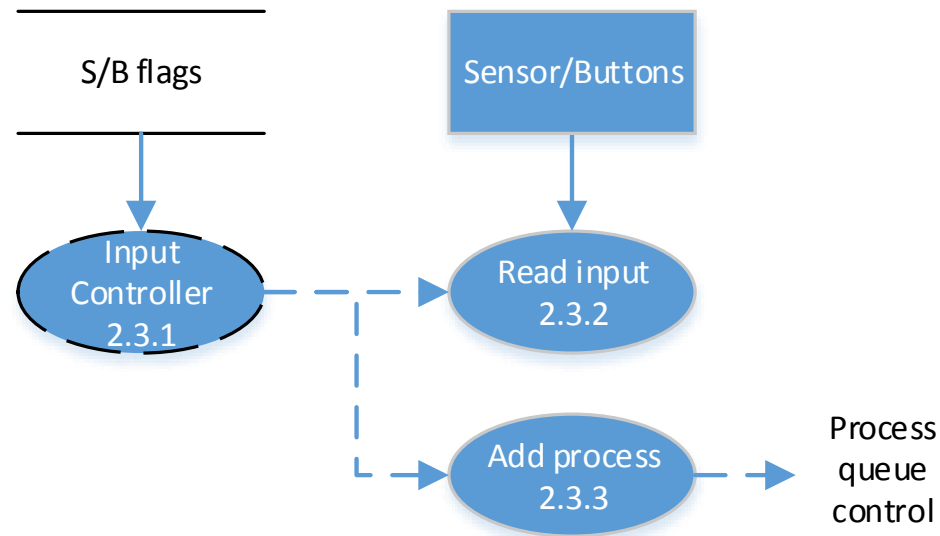 S/B flags
Sensor/Buttons
Input
Controller
2.3.1
Read input
2.3.2
Add process
2.3.3
Process
queue
control